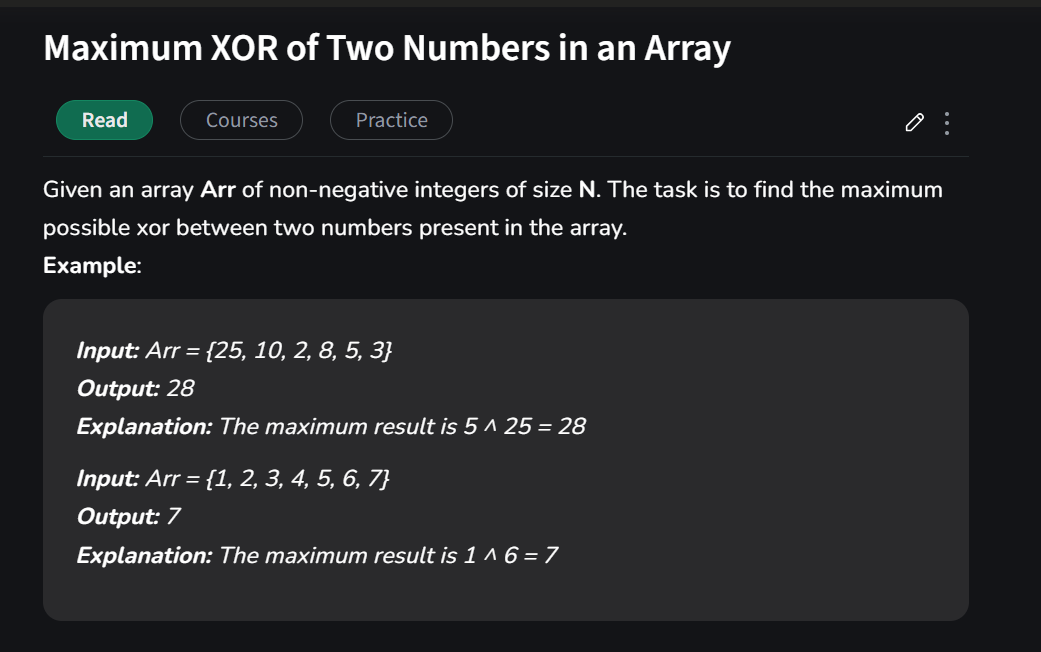 Maximum XOR of Two Numbers in an Array
Read Courses Practice
Given an array Arr of non-negative integers of size N. The task is to find the maximum
possible xor between two numbers present in the array.
Example:
Input: Arr = {25, 10, 2, 8, 5, 3}
Output: 28
Explanation: The maximum result is 5 ^ 25 = 28
Input: Arr = {1, 2, 3, 4, 5, 6, 7}
Output: 7
Explanation: The maximum result is 1 ^ 6 = 7